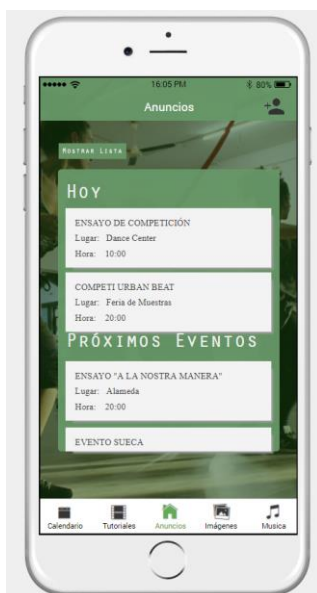 16:05 PM
80%
Anuncios
Mostrar Lista
Hoy
ENSAYO DE COMPETICIÓN
Lugar: Dance Center
Hora: 10:00
COMPETI URBAN BEAT
Lugar: Feria de Moestras
Hora: 20:00
Próximos Eventos
ENSAYO "A LA NOSTRA MANERA"
Lugar: Alameda
Hora: 20:00
EVENTO SUECA
Calendario Tutoriales Anuncios Imágenes Musica